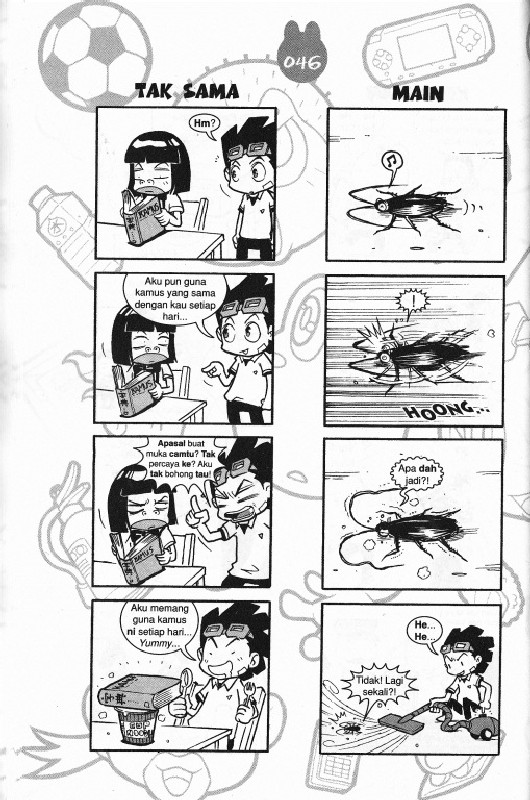 046
TAK SAMA
Hm?
KAMUS
Aku pun guna
kamus yang sama
dengan kau setiap
hari...
KAMUS
Apasal buat
muka camtu? Tak
percaya ke? Aku
tak bohong tau!
KAMUS
Aku memang
guna kamus
ni setiap hari...
Yummy...
MAIN
!
HOONG...
Apa dah
jadi?!
He...
He...
Tidak! Lagi
sekali?!